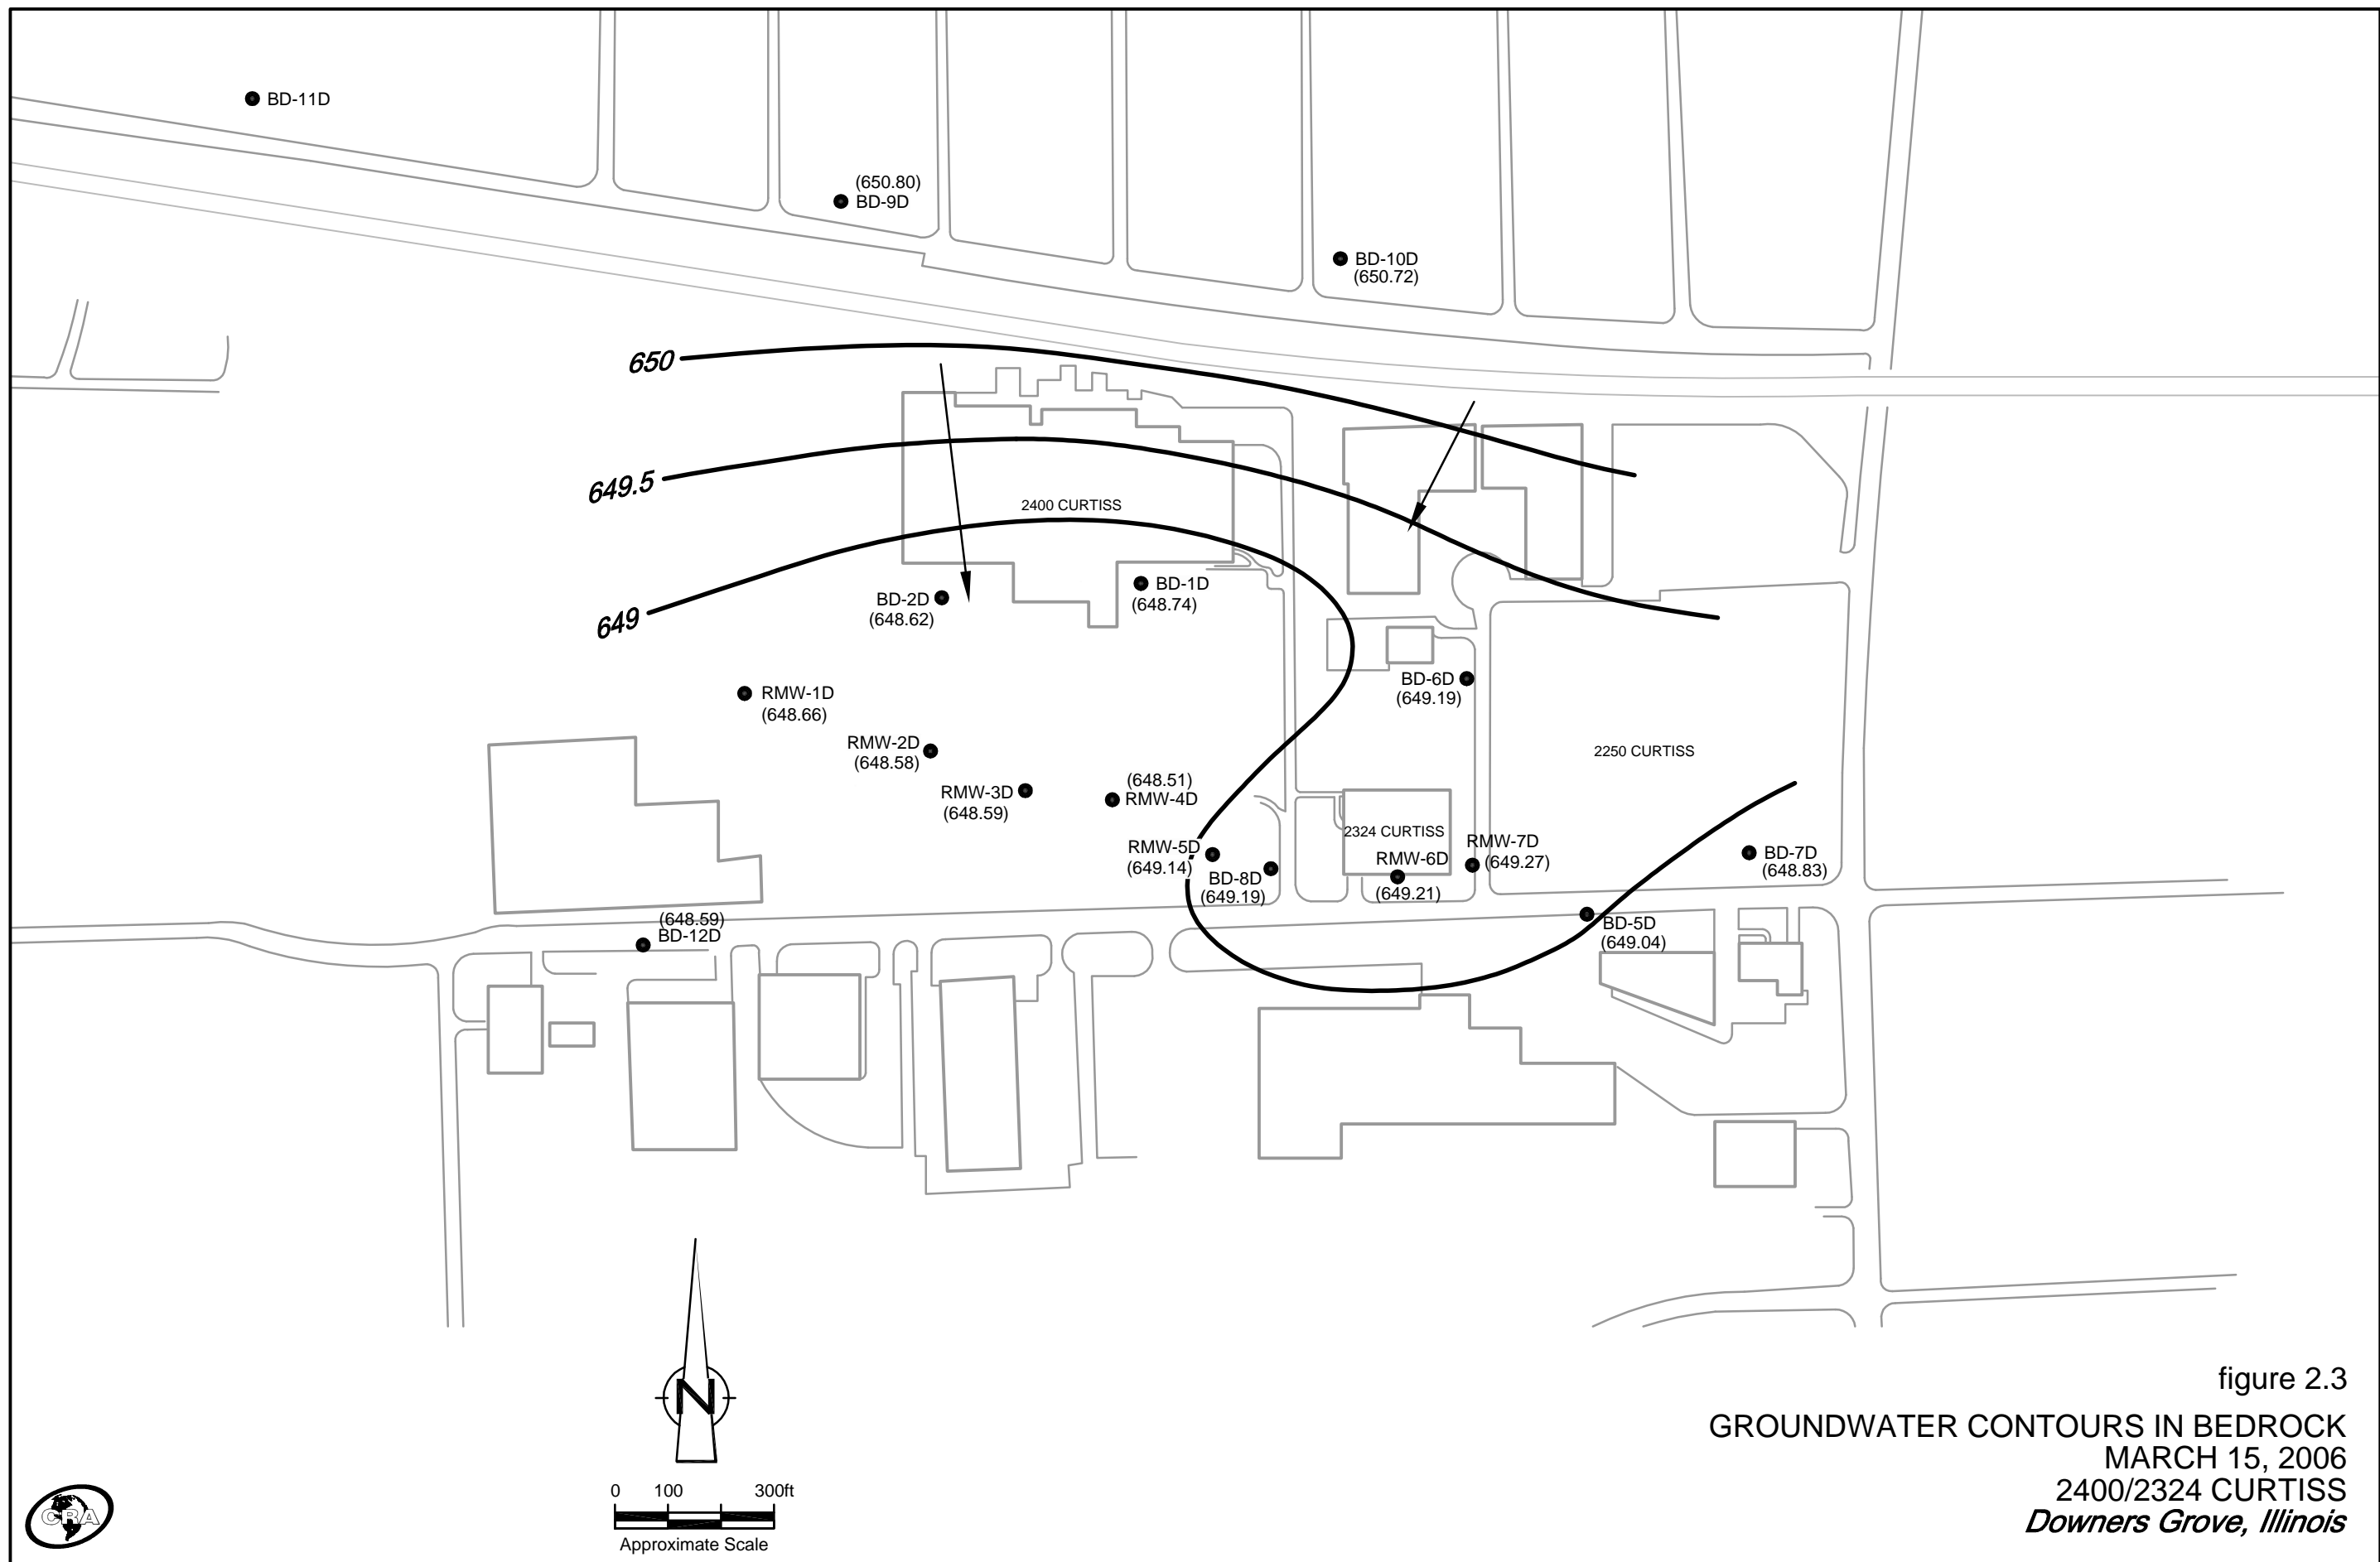 BD-11D
(650.80)
BD-9D
BD-10D
(650.72)
650
649.5
2400 CURTISS
649
BD-2D
(648.62)
BD-1D
(648.74)
BD-6D
(649.19)
RMW-1D
(648.66)
RMW-2D
(648.58)
2250 CURTISS
RMW-3D
(648.59)
(648.51)
RMW-4D
2324 CURTISS
RMW-5D
(649.14)
BD-8D
(649.19)
RMW-6D
(649.21)
RMW-7D
(649.27)
BD-7D
(648.83)
(648.59)
BD-12D
BD-5D
(649.04)
N
0 100 300ft
Approximate Scale
CRA
figure 2.3
GROUNDWATER CONTOURS IN BEDROCK
MARCH 15, 2006
2400/2324 CURTISS
Downers Grove, Illinois